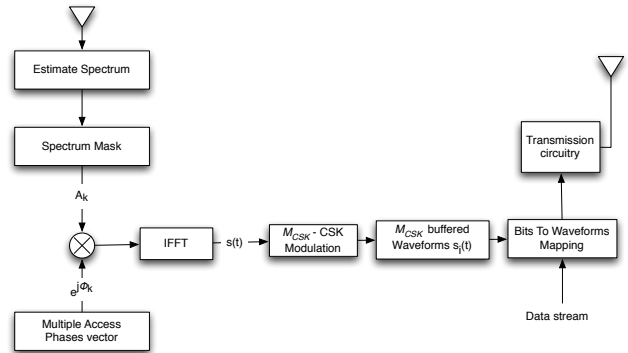 Estimate Spectrum
Spectrum Mask
A_k
IFFT
s(t)
M_CSK - CSK
Modulation
M_CSK buffered
Waveforms s_i(t)
Bits To Waveforms
Mapping
Transmission
circuitry
Data stream
e^jΦ_k
Multiple Access
Phases vector